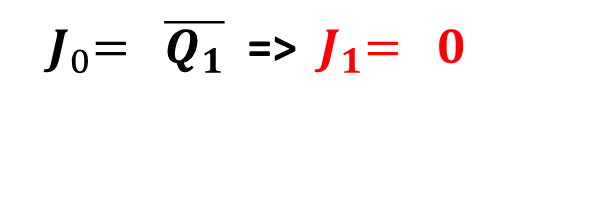 J₀= Q̅₁ => J₁= 0